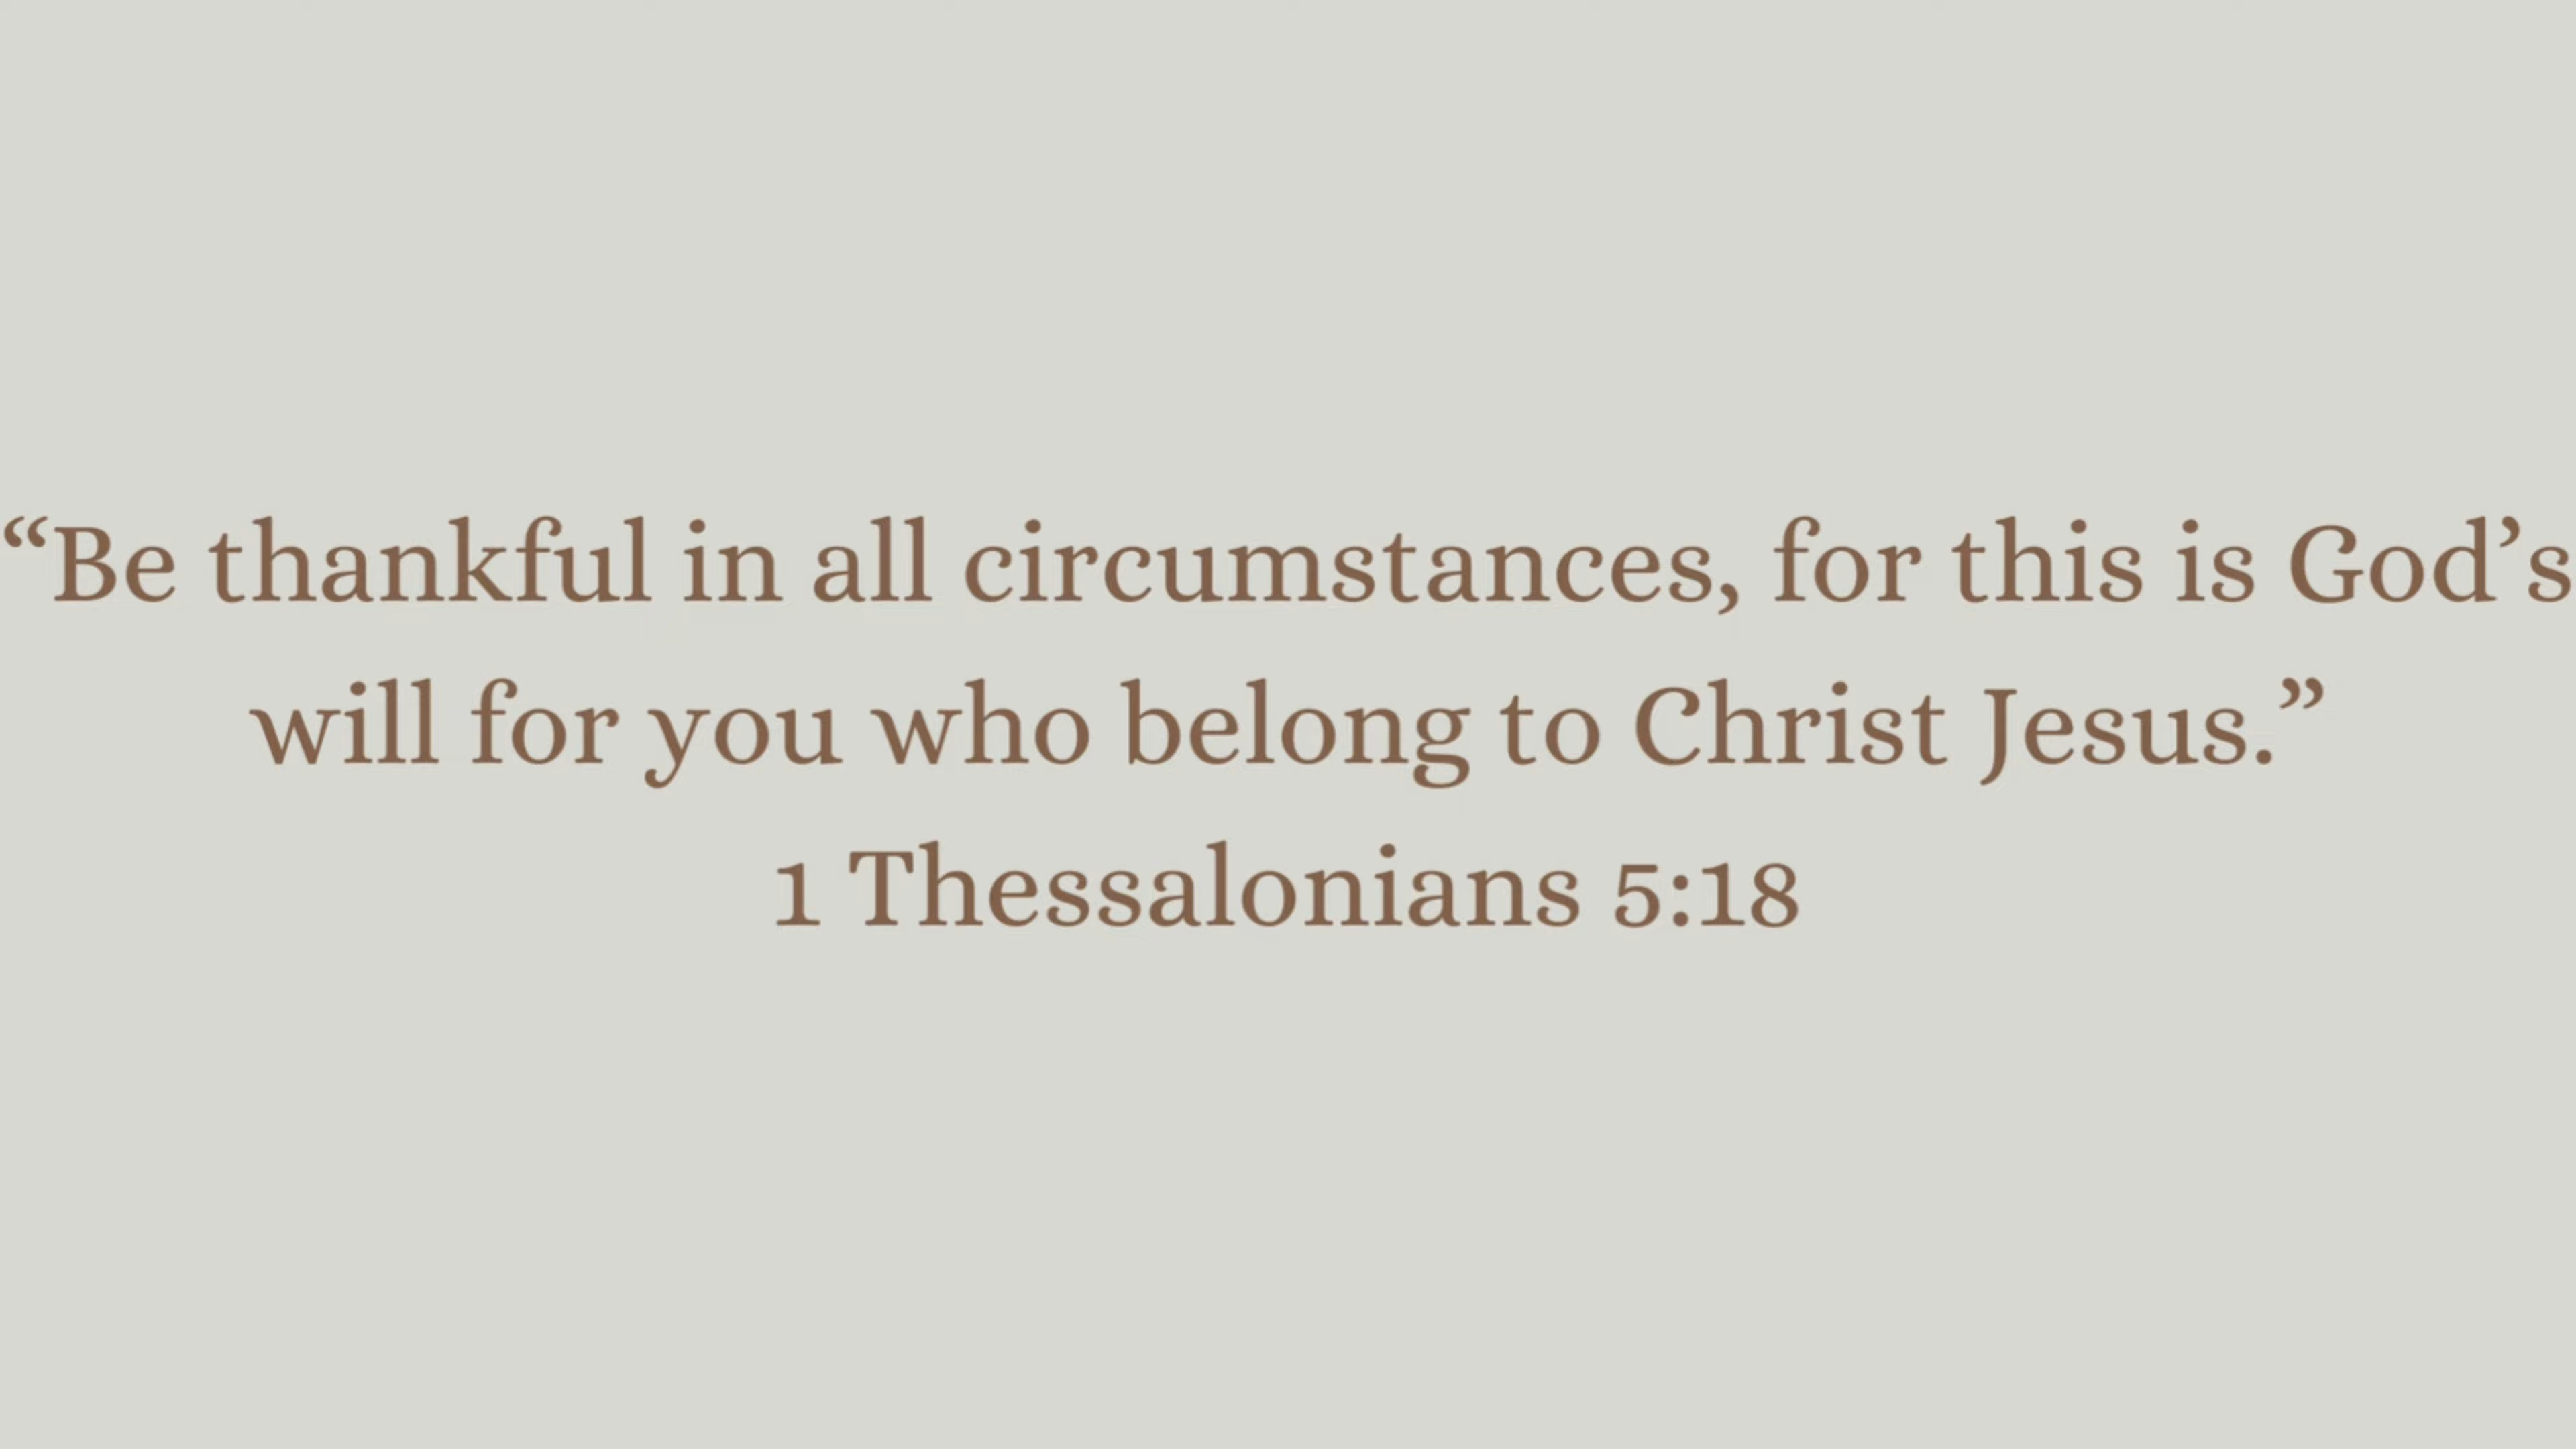 “Be thankful in all circumstances, for this is God’s
will for you who belong to Christ Jesus.”
1 Thessalonians 5:18